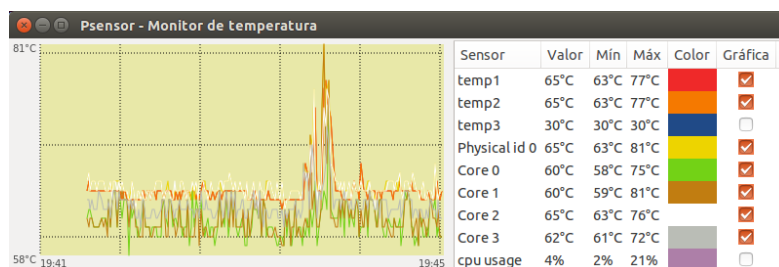 Psensor - Monitor de temperatura
81°C
58°C
19:41
19:45
Sensor Valor Mín Máx Color Gráfica
temp1 65°C 63°C 77°C
temp2 65°C 63°C 77°C
temp3 30°C 30°C 30°C
Physical id 0 65°C 63°C 81°C
Core 0 60°C 58°C 75°C
Core 1 60°C 59°C 81°C
Core 2 65°C 63°C 76°C
Core 3 62°C 61°C 72°C
cpu usage 4% 2% 21%